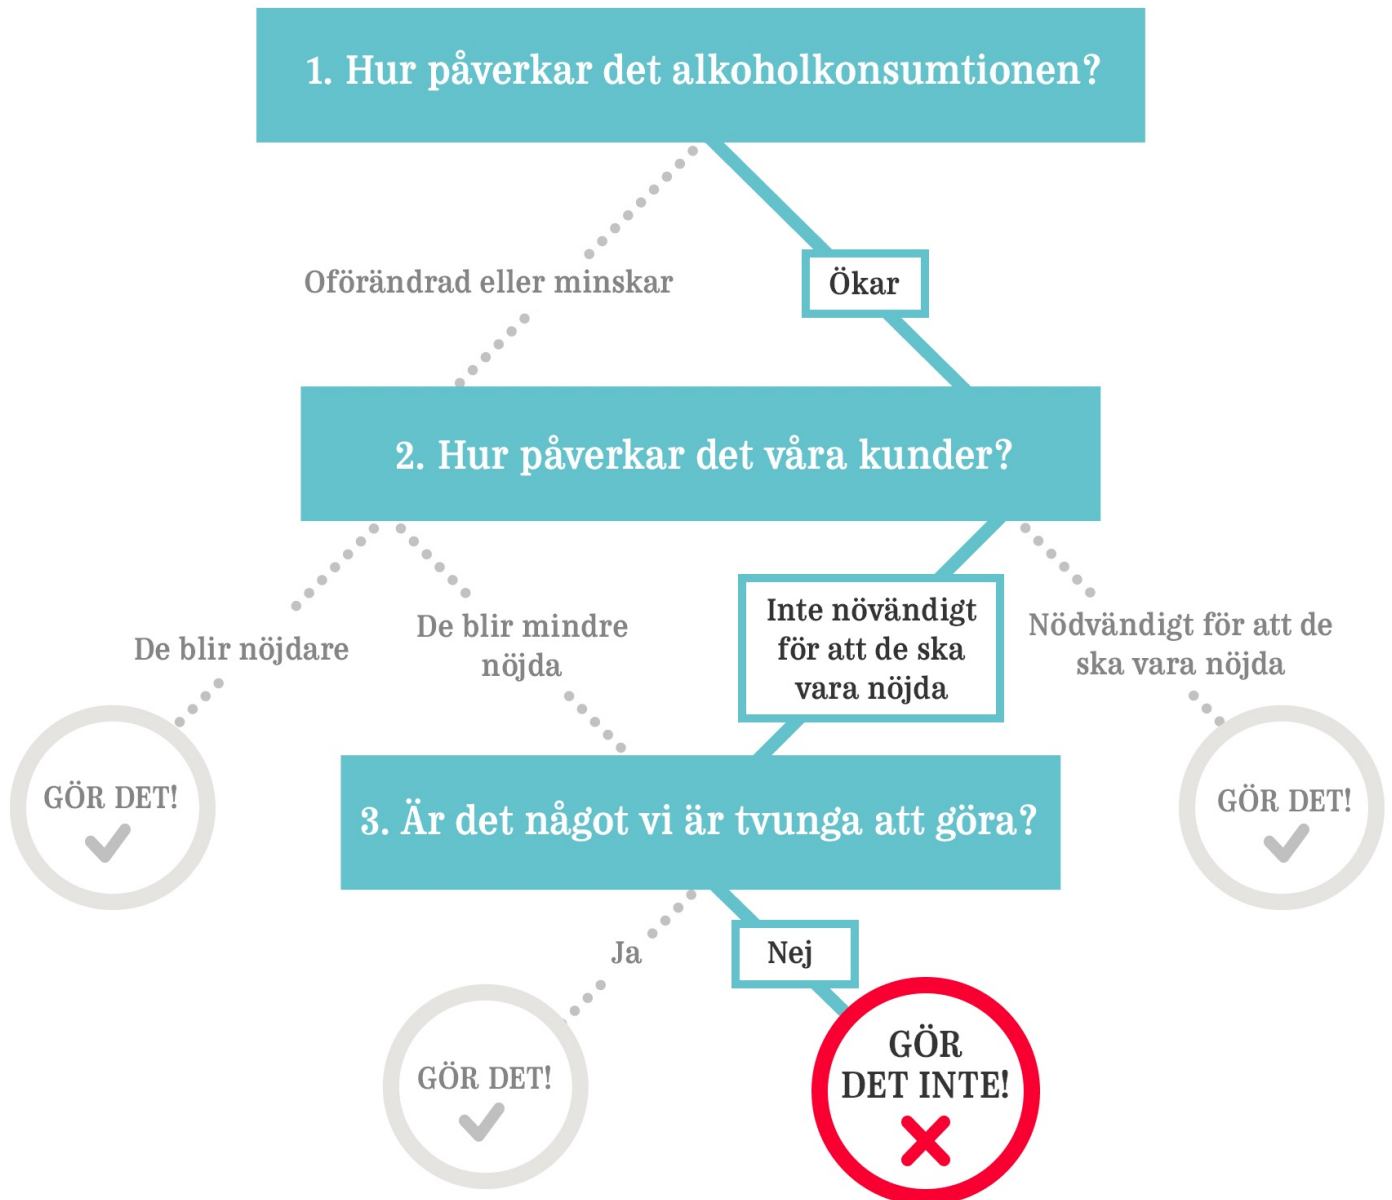 1. Hur påverkar det alkoholkonsumtionen?
Oförändrad eller minskar
Ökar
2. Hur påverkar det våra kunder?
De blir nöjdare
De blir mindre
nöjda
Inte növändigt
för att de ska
vara nöjda
Nödvändigt för att de
ska vara nöjda
GÖR DET!
GÖR DET!
3. Är det något vi är tvunga att göra?
Ja
Nej
GÖR DET!
GÖR
DET INTE!